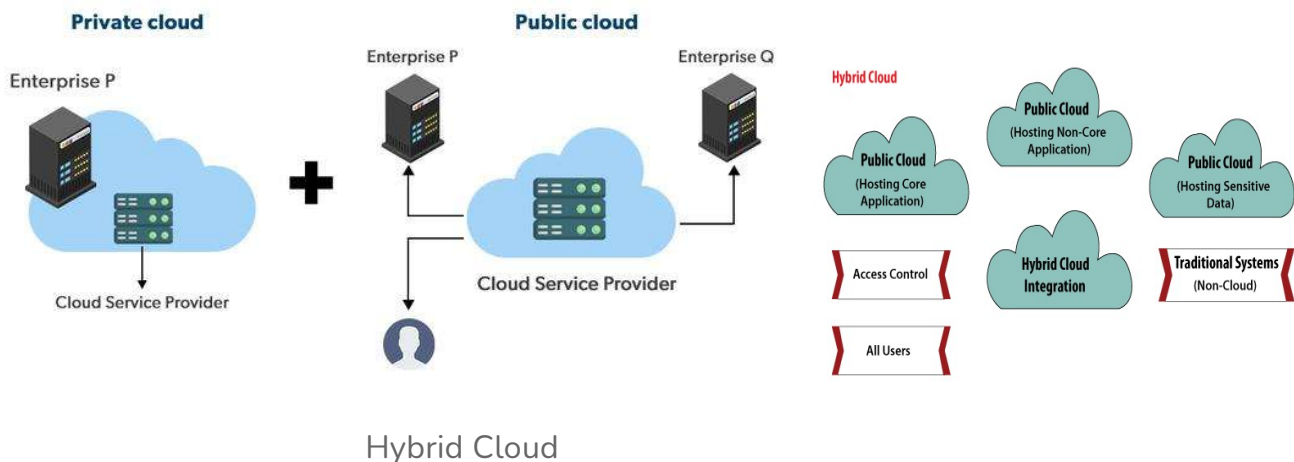 Private cloud
Enterprise P
Cloud Service Provider
Public cloud
Enterprise P
Enterprise Q
Cloud Service Provider
Hybrid Cloud
Public Cloud
(Hosting Core
Application)
Public Cloud
(Hosting Non-Core
Application)
Public Cloud
(Hosting Sensitive
Data)
Access Control
Hybrid Cloud
Integration
Traditional Systems
(Non-Cloud)
All Users
Hybrid Cloud